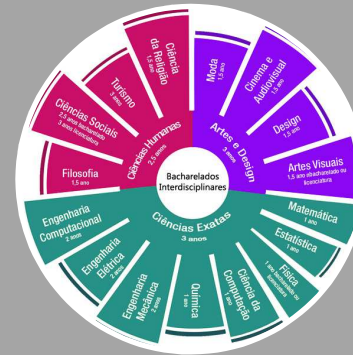 Bacharelados
Interdisciplinares
Ciências Humanas
2,5 anos
Ciência
da Religião
1,5 ano
Turismo
3 anos
Ciências Sociais
2,5 anos bacharelado
3 anos licenciatura
Filosofia
1,5 ano
Artes e Design
3 anos
Moda
1,5 ano
Cinema e
Audiovisual
1,5 ano
Design
1,5 ano
Artes Visuais
1,5 ano bacharelado ou
licenciatura
Ciências Exatas
3 anos
Matemática
1 ano
Estatística
1 ano
Física
1 ano bacharelado ou
licenciatura
Ciência da
Computação
1 ano
Química
1 ano
Engenharia
Mecânica
2 anos
Engenharia
Elétrica
2 anos
Engenharia
Computacional
2 anos